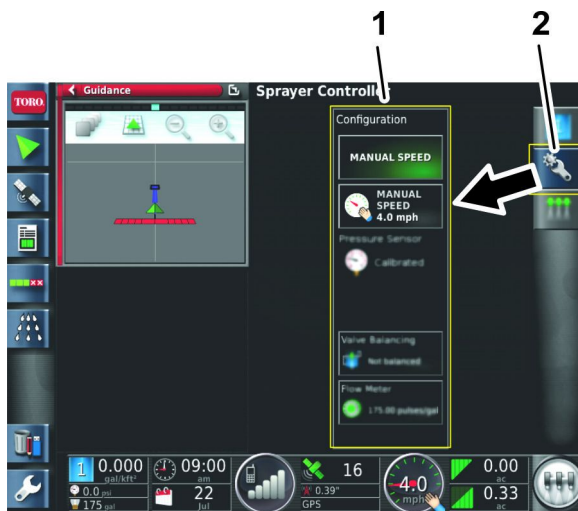 1 2
TORO.
Guidance
Sprayer Controller
Configuration
MANUAL SPEED
MANUAL
SPEED
4.0 mph
Pressure Sensor
Calibrated
Valve Balancing
Not balanced
Flow Meter
175.00 pulses/gal
1 0.000
gal/kft²
0.0 psi
175 gal
09:00
am
22
Jul
16
0.39"
GPS
4.0
mph
0.00
ac
0.33
ac